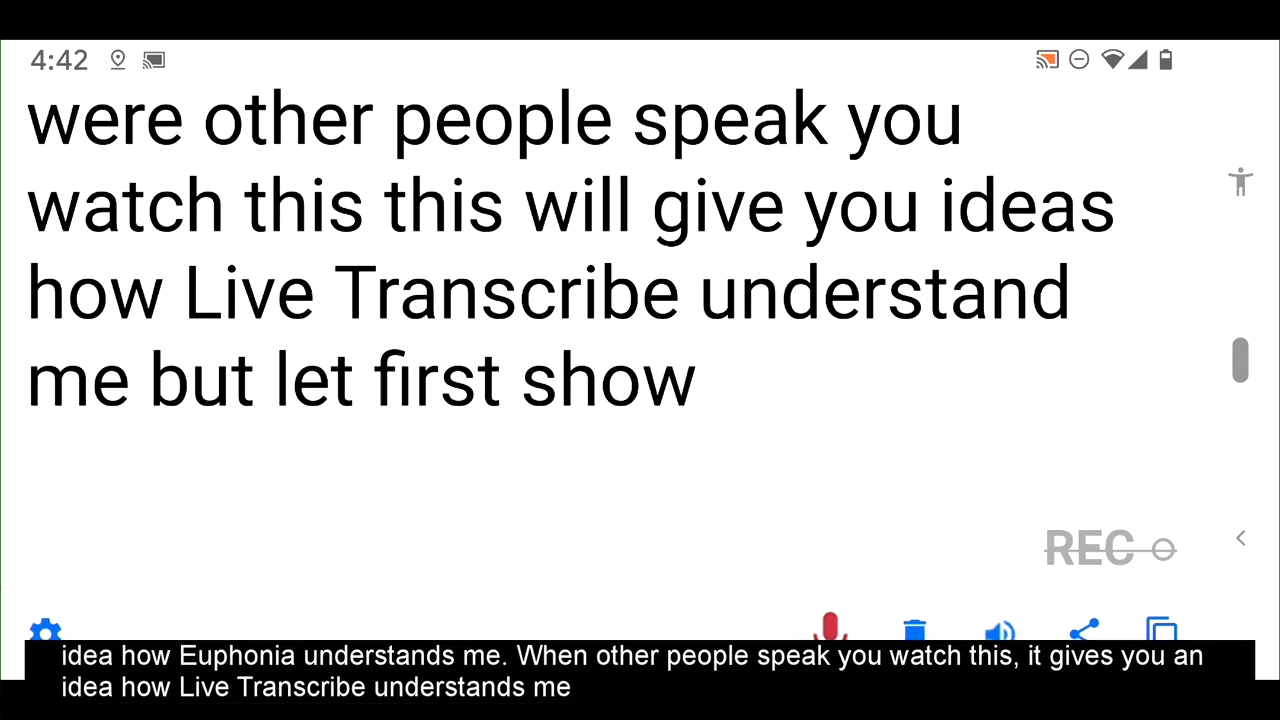 4:42
were other people speak you
watch this this will give you ideas
how Live Transcribe understand
me but let first show
REC
idea how Euphonia understands me. When other people speak you watch this, it gives you an
idea how Live Transcribe understands me